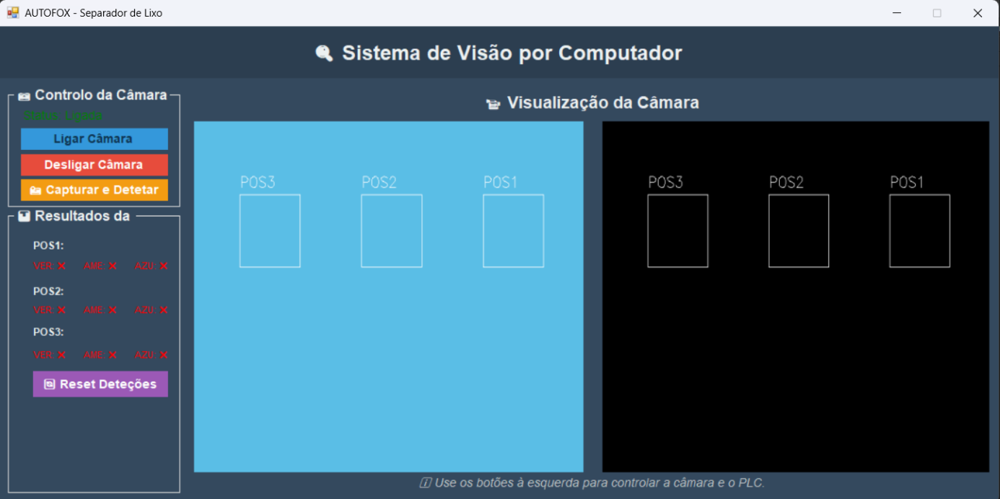 AUTOFOX - Separador de Lixo
Sistema de Visão por Computador
Controlo da Câmara
Status: Ligada
Ligar Câmara
Desligar Câmara
Capturar e Detetar
Resultados da
POS1:
VER: ❌ AME: ❌ AZU: ❌
POS2:
VER: ❌ AME: ❌ AZU: ❌
POS3:
VER: ❌ AME: ❌ AZU: ❌
Reset Deteções
Visualização da Câmara
POS3 POS2 POS1
POS3 POS2 POS1
Use os botões à esquerda para controlar a câmara e o PLC.